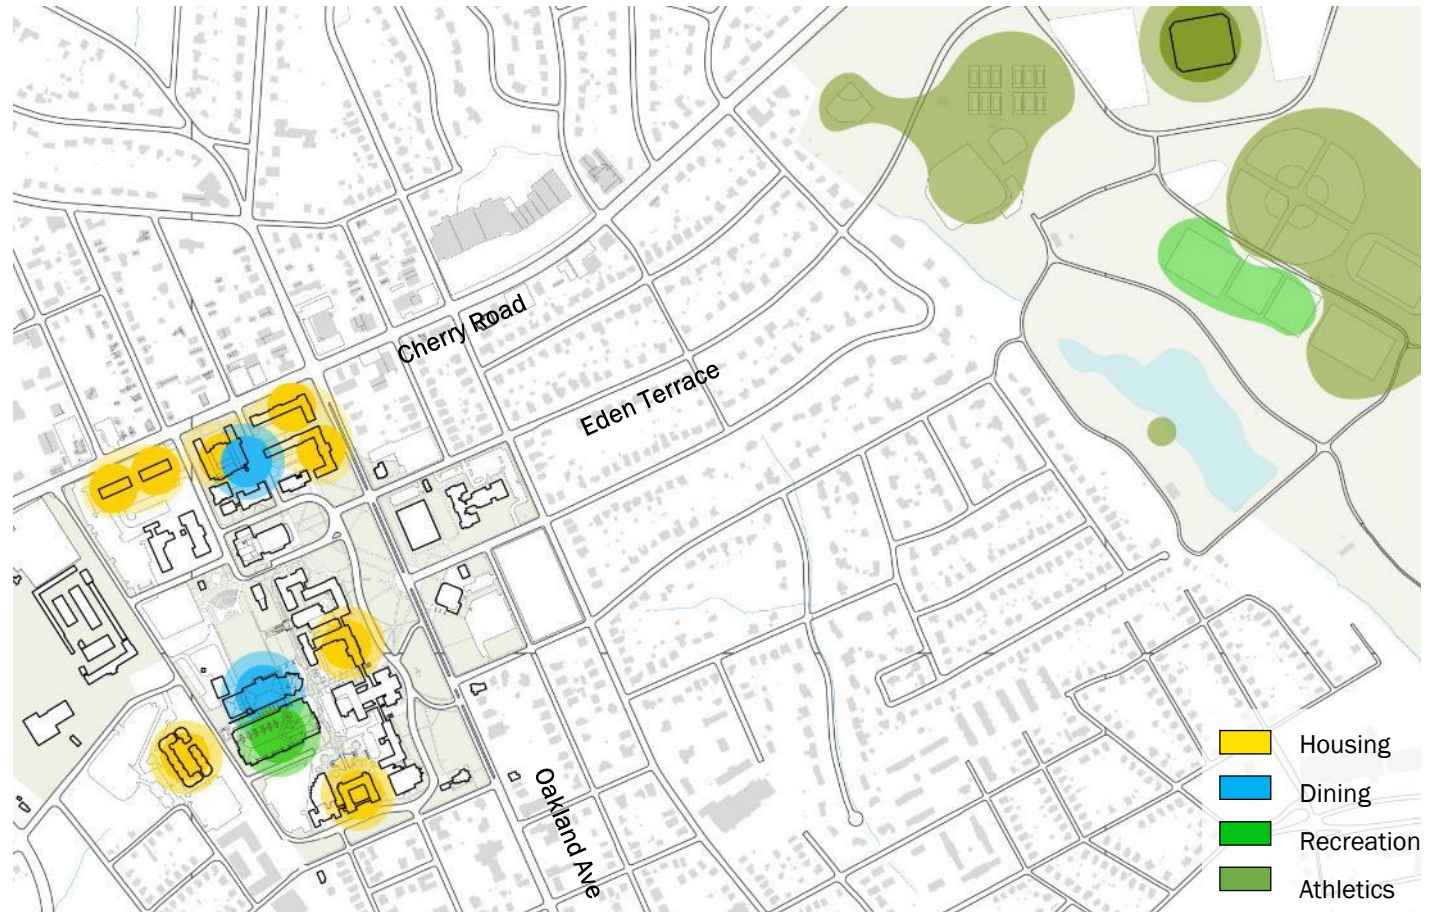 Cherry Road
Eden Terrace
Oakland Ave
Housing
Dining
Recreation
Athletics